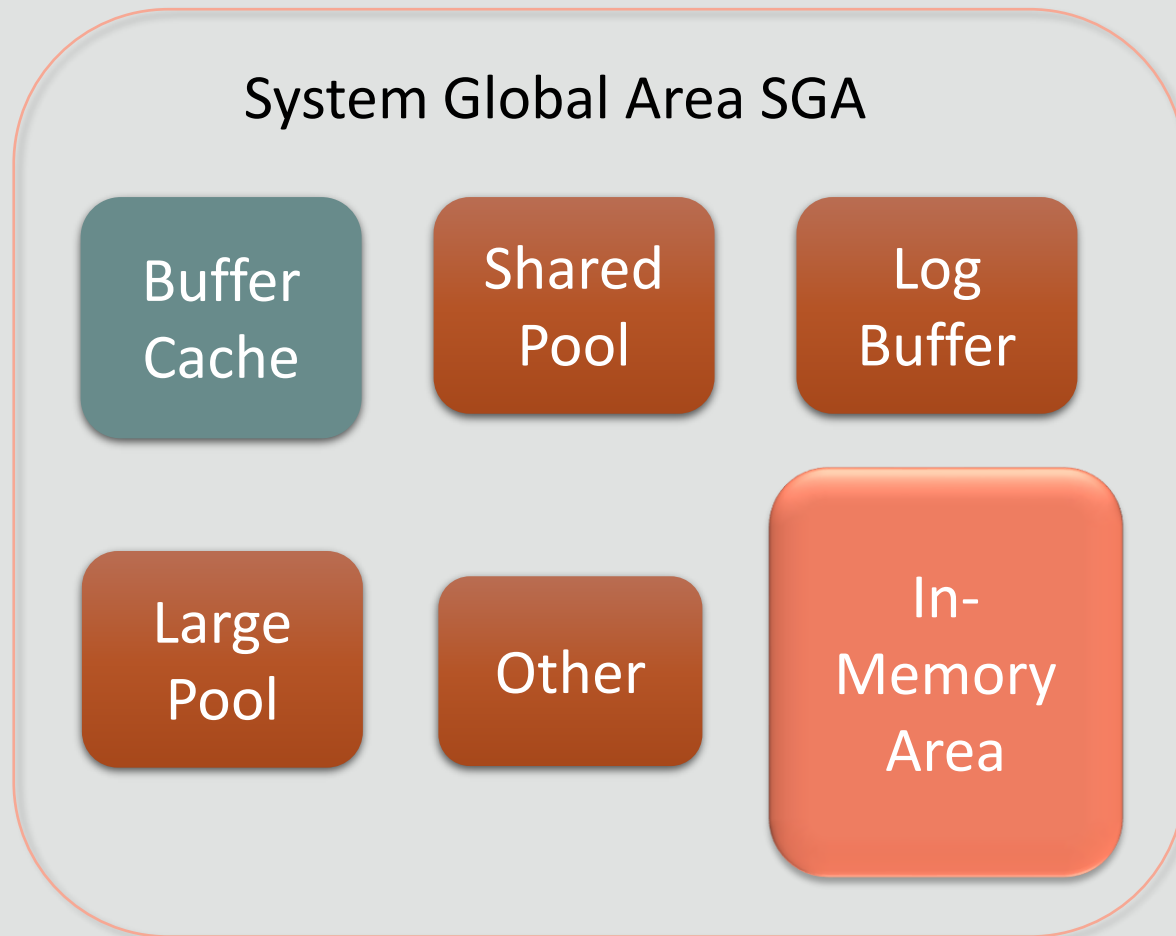 System Global Area SGA
Buffer
Cache
Shared
Pool
Log
Buffer
Large
Pool
Other
In-
Memory
Area